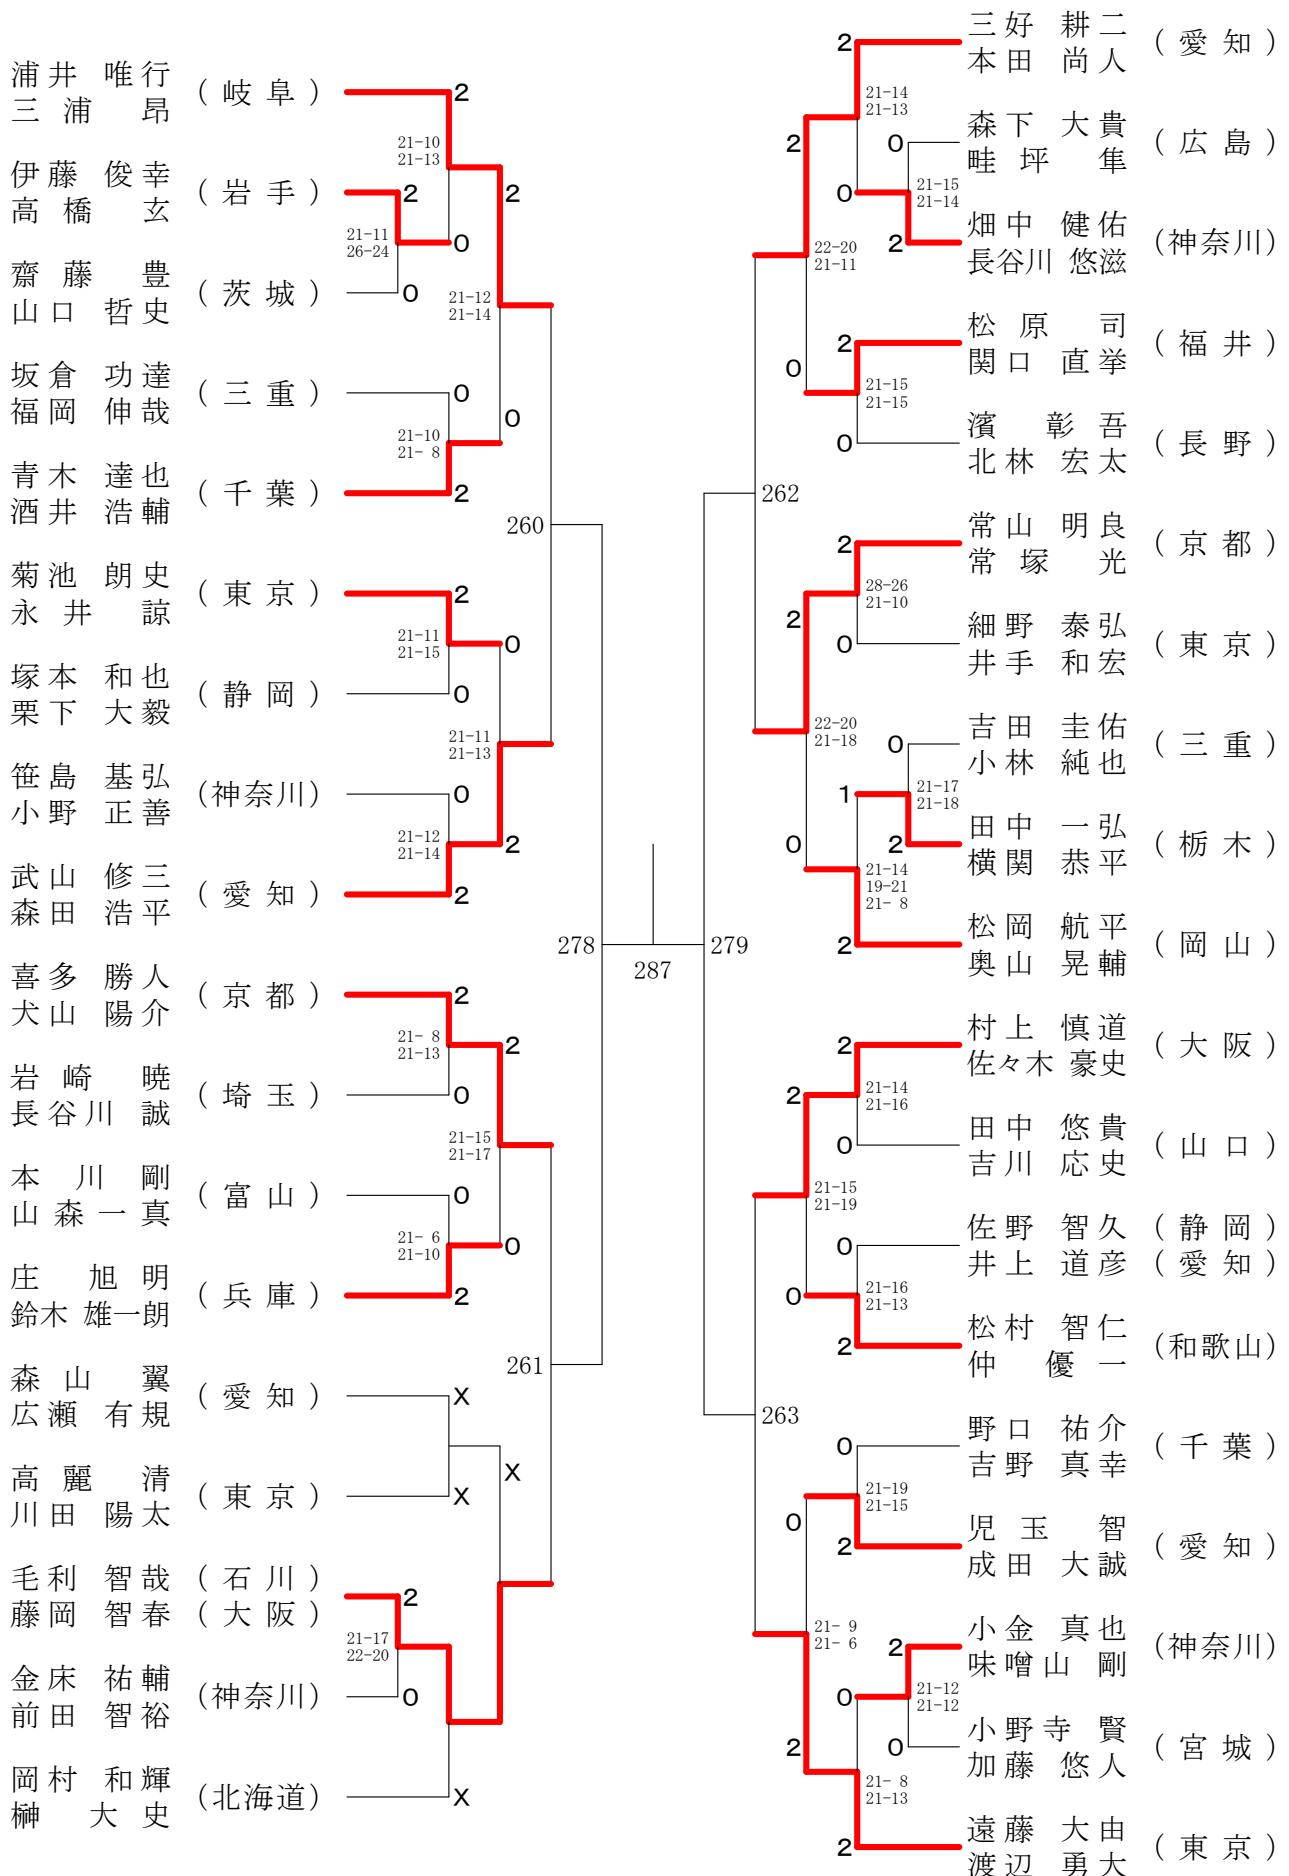 浦井 唯行
三浦 昂
(岐阜)
2
21-10
21-13
伊藤 俊幸
高橋 玄
(岩手)
2
2
21-11
26-24
0
齋藤 豊
山口 哲史
(茨城)
0
21-12
21-14
坂倉 功達
福岡 伸哉
(三重)
0
0
21-10
21- 8
青木 達也
酒井 浩輔
(千葉)
2
260
菊池 朗史
永井 諒
(東京)
2
21-11
21-15
0
塚本 和也
栗下 大毅
(静岡)
0
21-11
21-13
笹島 基弘
小野 正善
(神奈川)
0
21-12
21-14
2
武山 修三
森田 浩平
(愛知)
2
278
喜多 勝人
犬山 陽介
(京都)
2
21- 8
21-13
2
岩崎 暁
長谷川 誠
(埼玉)
0
21-15
21-17
本川 剛
山森 一真
(富山)
0
21- 6
21-10
0
庄 旭明
鈴木 雄一朗
(兵庫)
2
261
森山 翼
広瀬 有規
(愛知)
X
X
高麗 清
川田 陽太
(東京)
X
毛利 智哉
藤岡 智春
(石川)
(大阪)
2
21-17
22-20
金床 祐輔
前田 智裕
(神奈川)
0
岡村 和輝
榊 大史
(北海道)
X
287
2
三好 耕二
本田 尚人
(愛知)
21-14
21-13
2
0
森下 大貴
畦坪 隼
(広島)
0
21-15
21-14
2
畑中 健佑
長谷川 悠滋
(神奈川)
22-20
21-11
2
松原 司
関口 直挙
(福井)
0
21-15
21-15
0
濱 彰吾
北林 宏太
(長野)
262
2
常山 明良
常塚 光
(京都)
28-26
21-10
2
0
細野 泰弘
井手 和宏
(東京)
22-20
21-18
0
吉田 圭佑
小林 純也
(三重)
1
21-17
21-18
0
2
田中 一弘
横関 恭平
(栃木)
21-14
19-21
21- 8
2
松岡 航平
奥山 晃輔
(岡山)
279
2
村上 慎道
佐々木 豪史
(大阪)
21-14
21-16
2
0
田中 悠貴
吉川 応史
(山口)
21-15
21-19
0
佐野 智久
井上 道彦
(静岡)
(愛知)
0
21-16
21-13
2
松村 智仁
仲 優一
(和歌山)
263
0
野口 祐介
吉野 真幸
(千葉)
21-19
21-15
0
2
児玉 智
成田 大誠
(愛知)
21- 9
21- 6
2
小金 真也
味噌山 剛
(神奈川)
0
21-12
21-12
2
0
小野寺 賢
加藤 悠人
(宮城)
21- 8
21-13
2
遠藤 大由
渡辺 勇大
(東京)